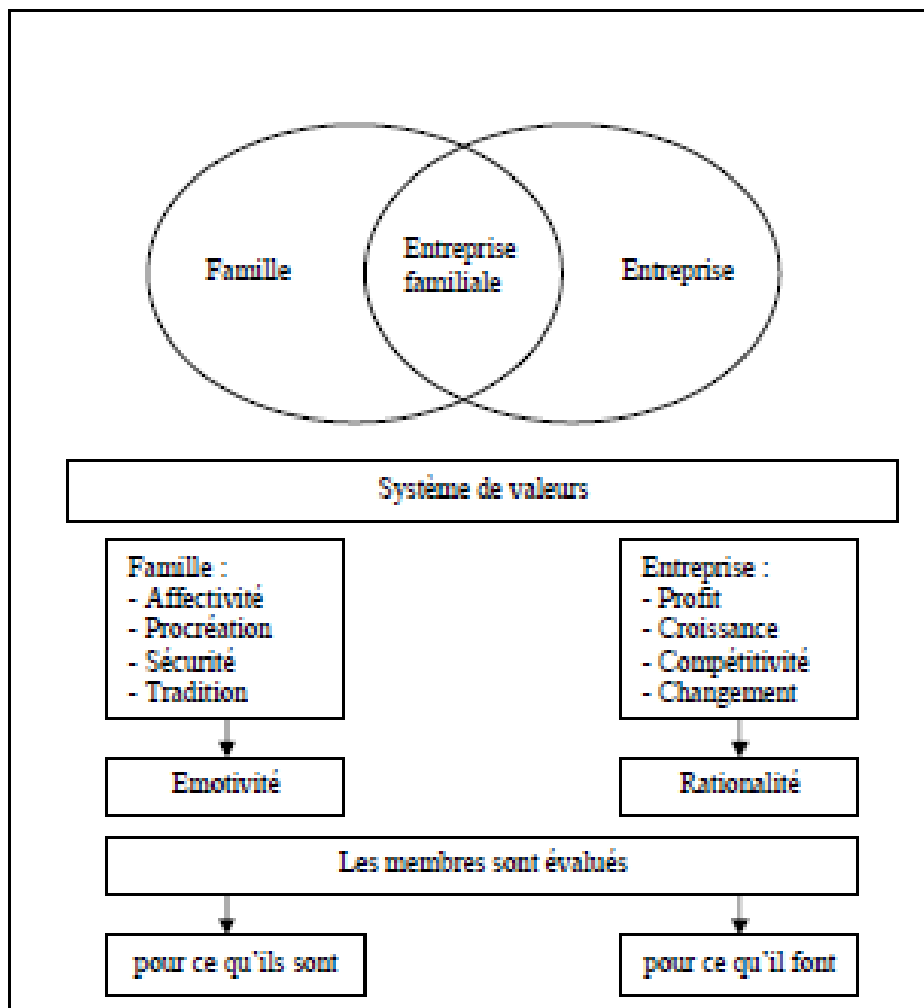 Famille
Entreprise
familiale
Entreprise
Système de valeurs
Famille :
- Affectivité
- Procréation
- Sécurité
- Tradition
Entreprise :
- Profit
- Croissance
- Compétitivité
- Changement
Emotivité
Rationalité
Les membres sont évalués
pour ce qu'ils sont
pour ce qu'il font